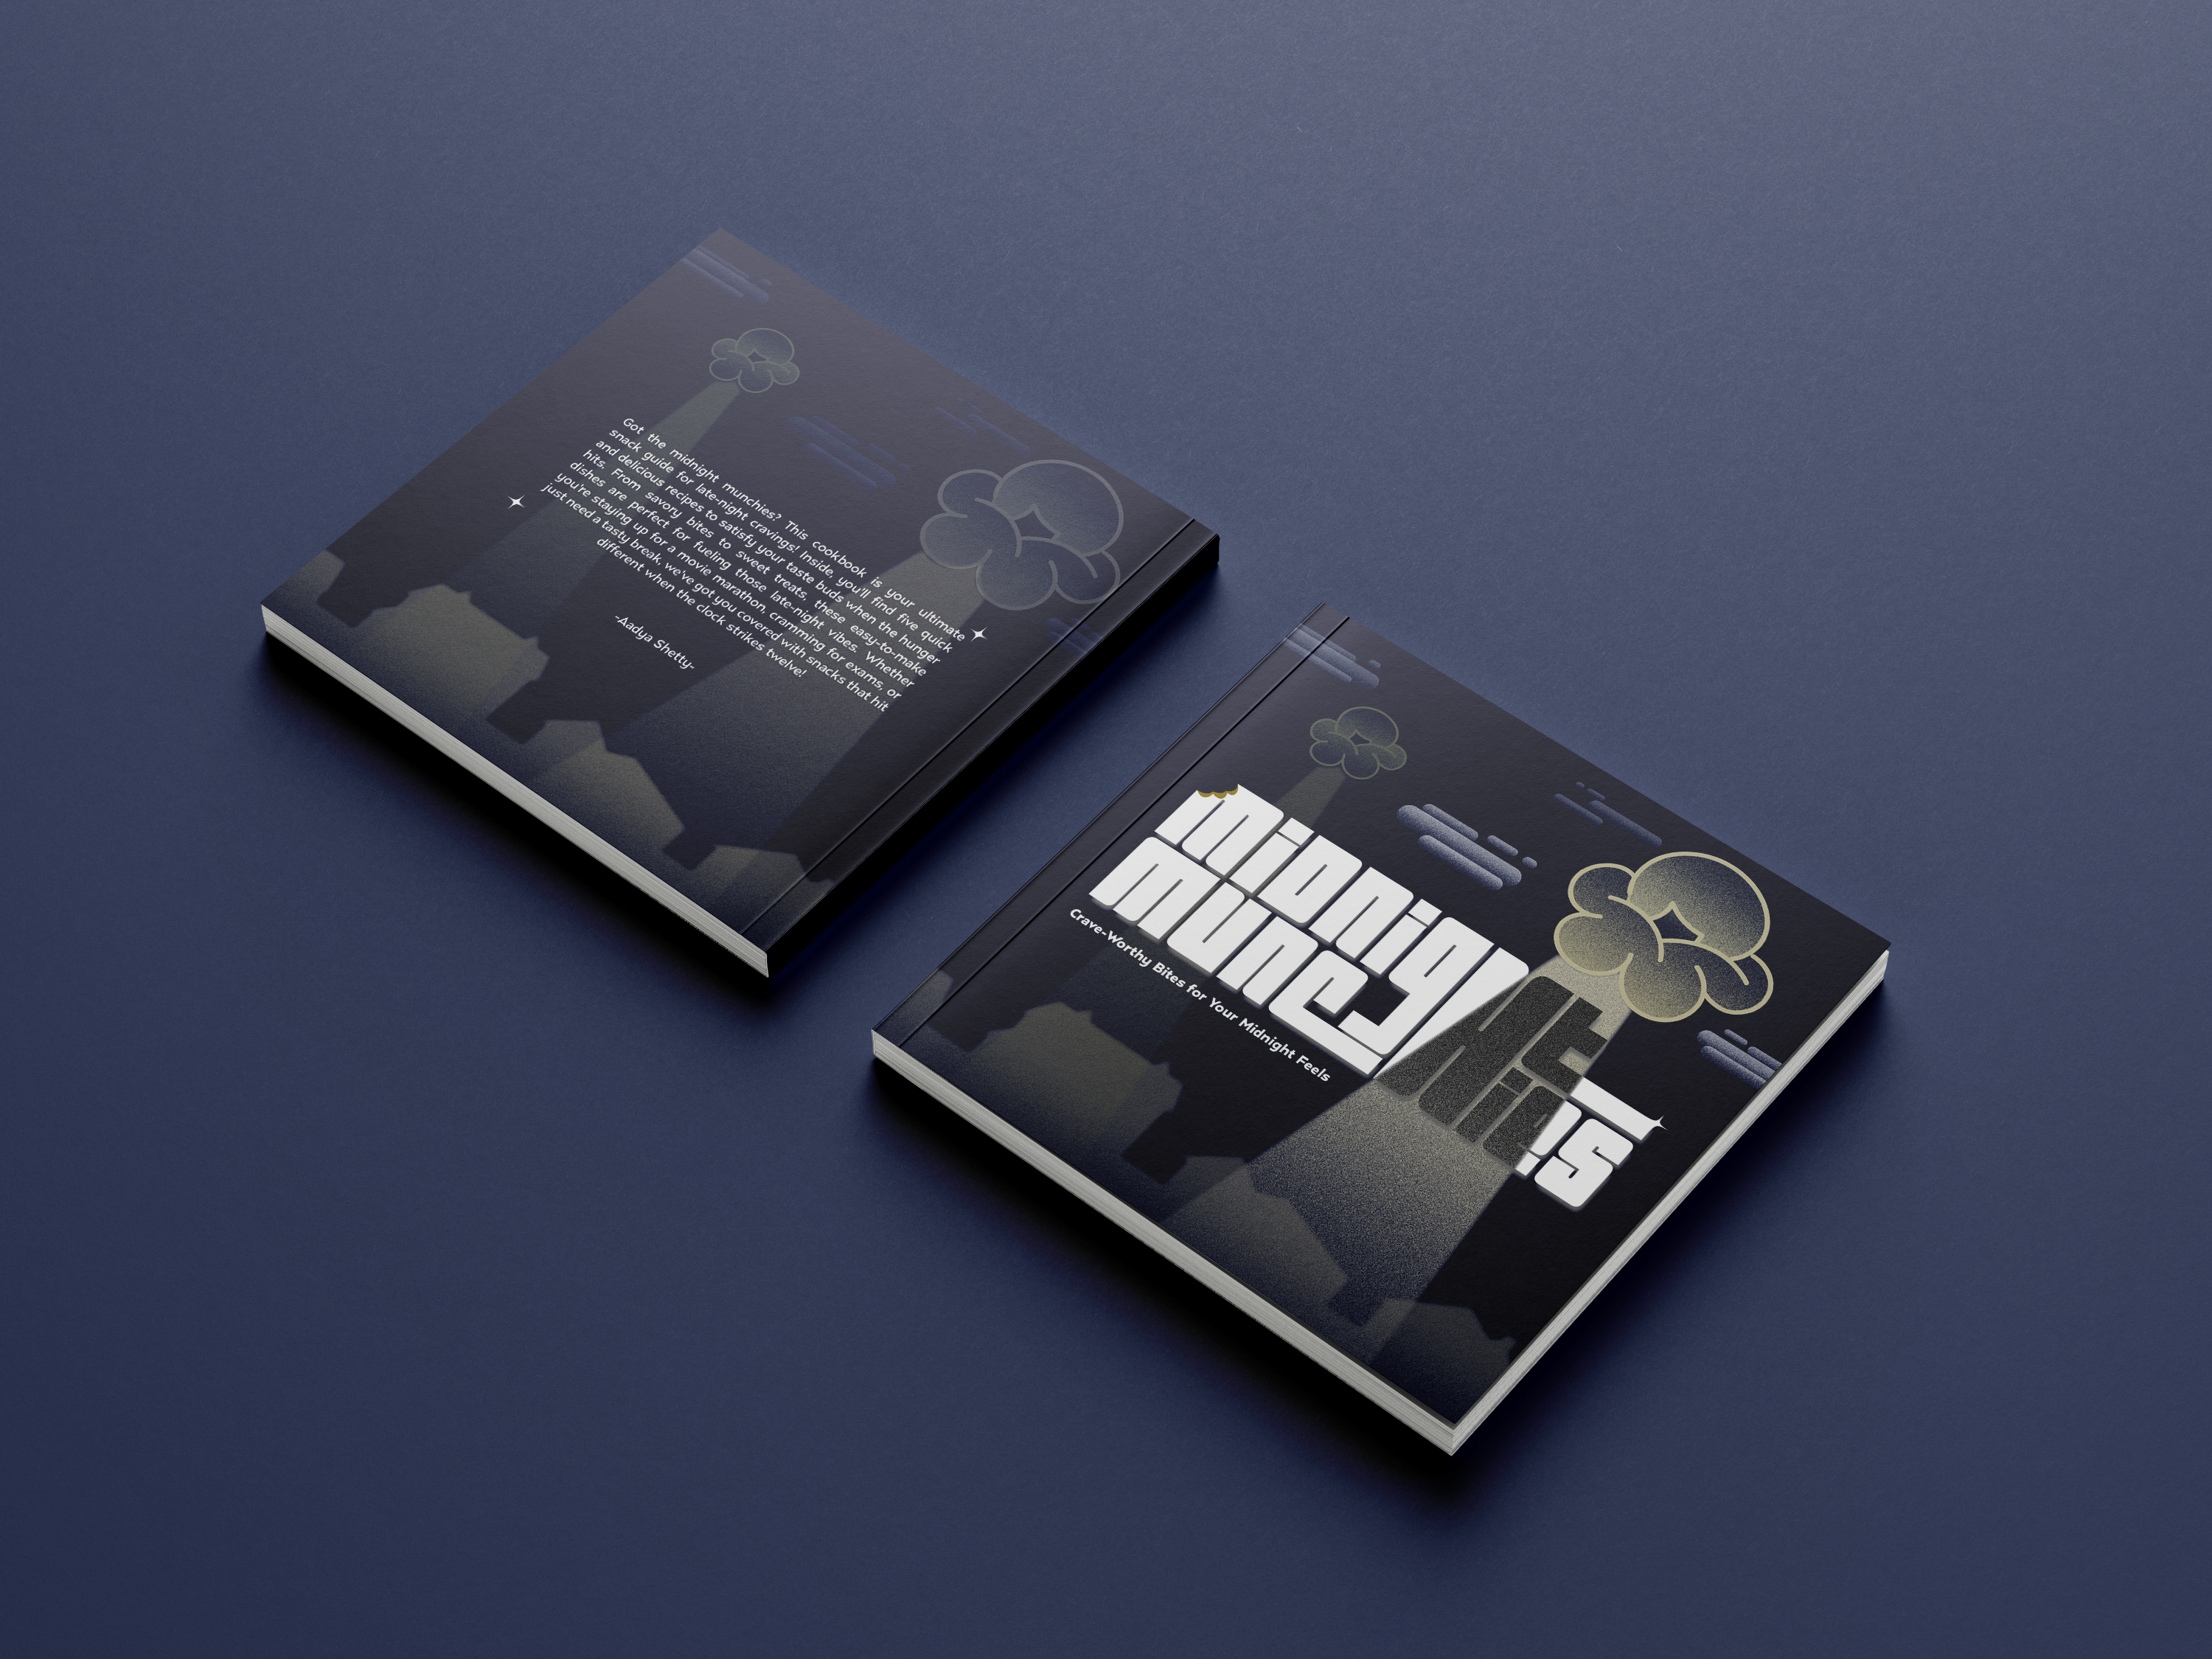 Got the midnight munchies? This cookbook is your ultimate
snack guide for late-night cravings! Inside, you'll find five quick
and delicious recipes to satisfy your taste buds when the hunger
hits. From savory bites to sweet treats, these easy-to-make
dishes are perfect for fueling those late-night vibes. Whether
you're staying up for a movie marathon, cramming for exams, or
just need a tasty break, we've got you covered with snacks that hit
different when the clock strikes twelve!
-Aadya Shetty-
MIDNIGHT
MUNCHIES
Crave-Worthy Bites for Your Midnight Feels